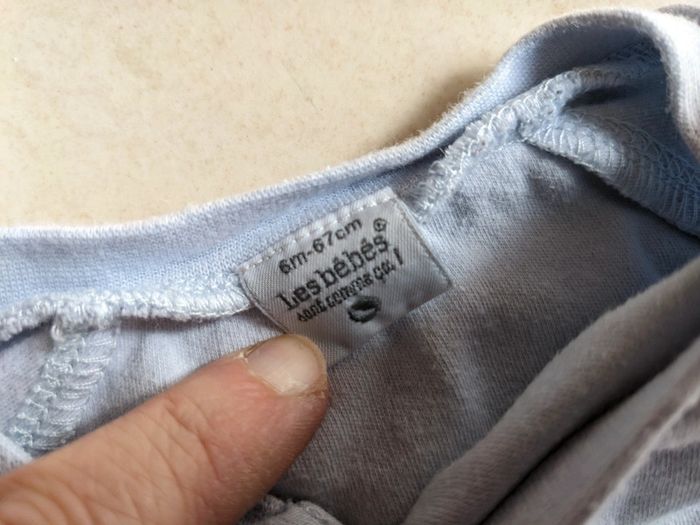 6m-67cm
Les bébés ®
sont comme ça !